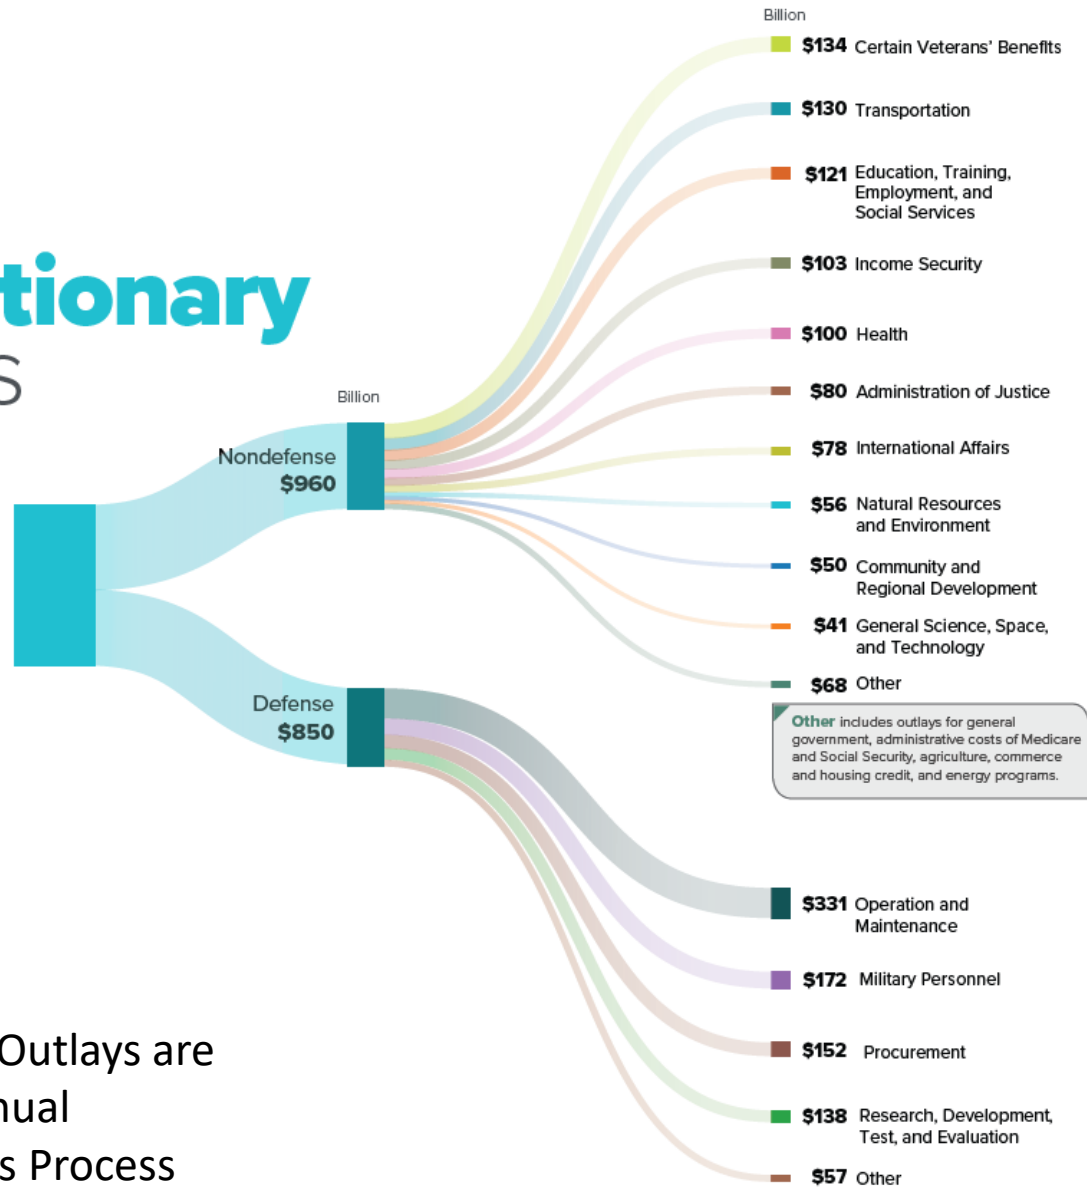 Billion
$134 Certain Veterans' Benefits
$130 Transportation
$121 Education, Training,
Employment, and
Social Services
$103 Income Security
$100 Health
$80 Administration of Justice
$78 International Affairs
$56 Natural Resources
and Environment
$50 Community and
Regional Development
$41 General Science, Space,
and Technology
$68 Other
Other includes outlays for general
government, administrative costs of Medicare
and Social Security, agriculture, commerce
and housing credit, and energy programs.
tionary
S
Billion
Nondefense
$960
Defense
$850
$331 Operation and
Maintenance
$172 Military Personnel
$152 Procurement
$138 Research, Development,
Test, and Evaluation
$57 Other
Outlays are
nual
s Process